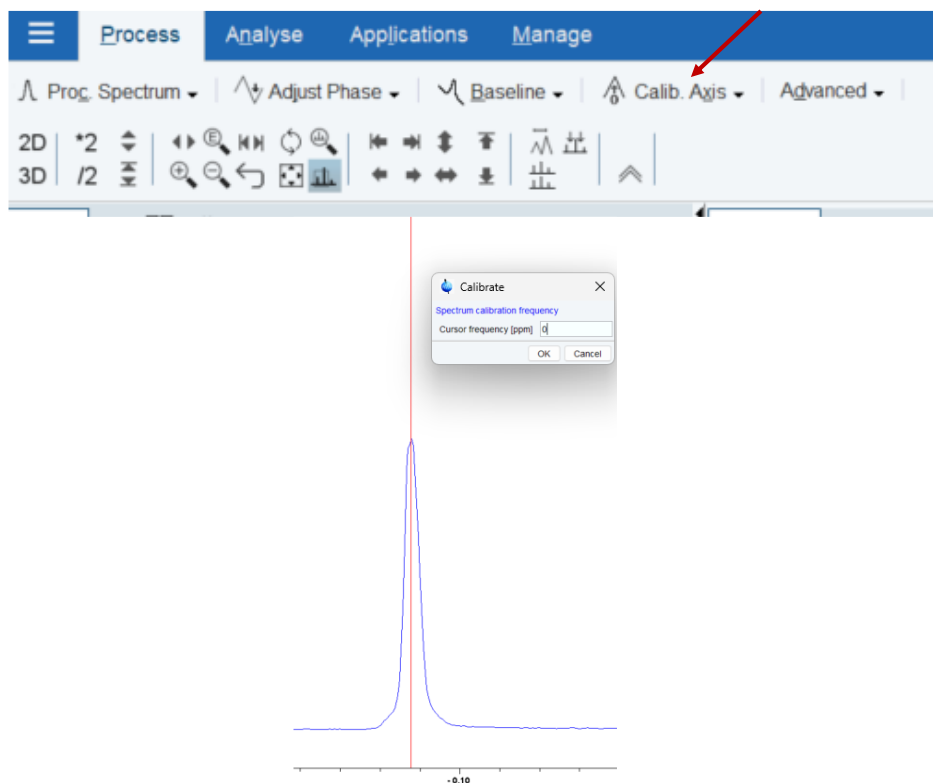 Process Analyse Applications Manage
Proc. Spectrum Adjust Phase Baseline Calib. Axis Advanced
2D *2
3D /2
Calibrate
Spectrum calibration frequency
Cursor frequency [ppm] 0
OK Cancel
-0.10